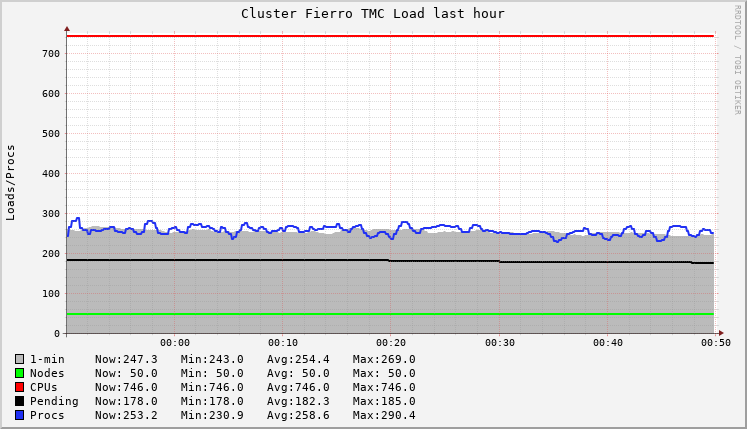 Cluster Fierro TMC Load last hour
RRDTOOL / TOBI OETIKER
Loads/Procs
700
600
500
400
300
200
100
0
00:00 00:10 00:20 00:30 00:40 00:50
1-min Now:247.3 Min:243.0 Avg:254.4 Max:269.0
Nodes Now: 50.0 Min: 50.0 Avg: 50.0 Max: 50.0
CPUs Now:746.0 Min:746.0 Avg:746.0 Max:746.0
Pending Now:178.0 Min:178.0 Avg:182.3 Max:185.0
Procs Now:253.2 Min:230.9 Avg:258.6 Max:290.4